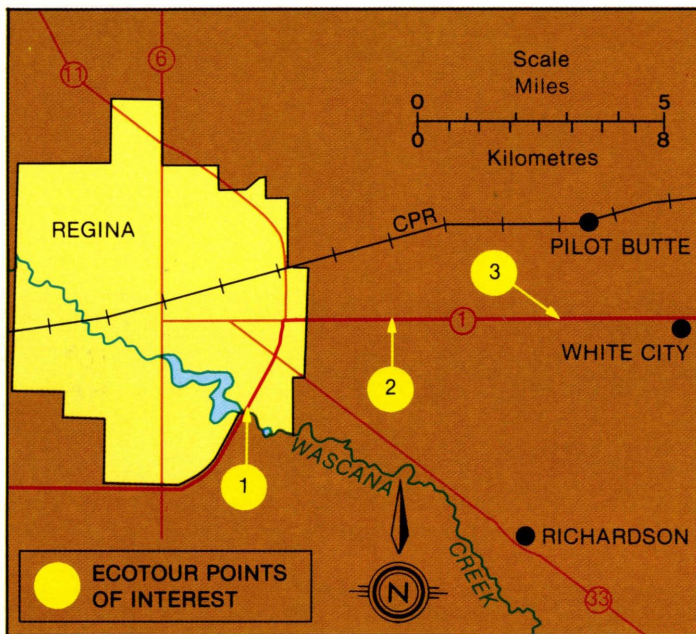 11
6
Scale
Miles
0 5
0 8
Kilometres
REGINA
CPR
PILOT BUTTE
3
1
WHITE CITY
2
1
WASCANA
CREEK
RICHARDSON
ECOTOUR POINTS
OF INTEREST
N
33